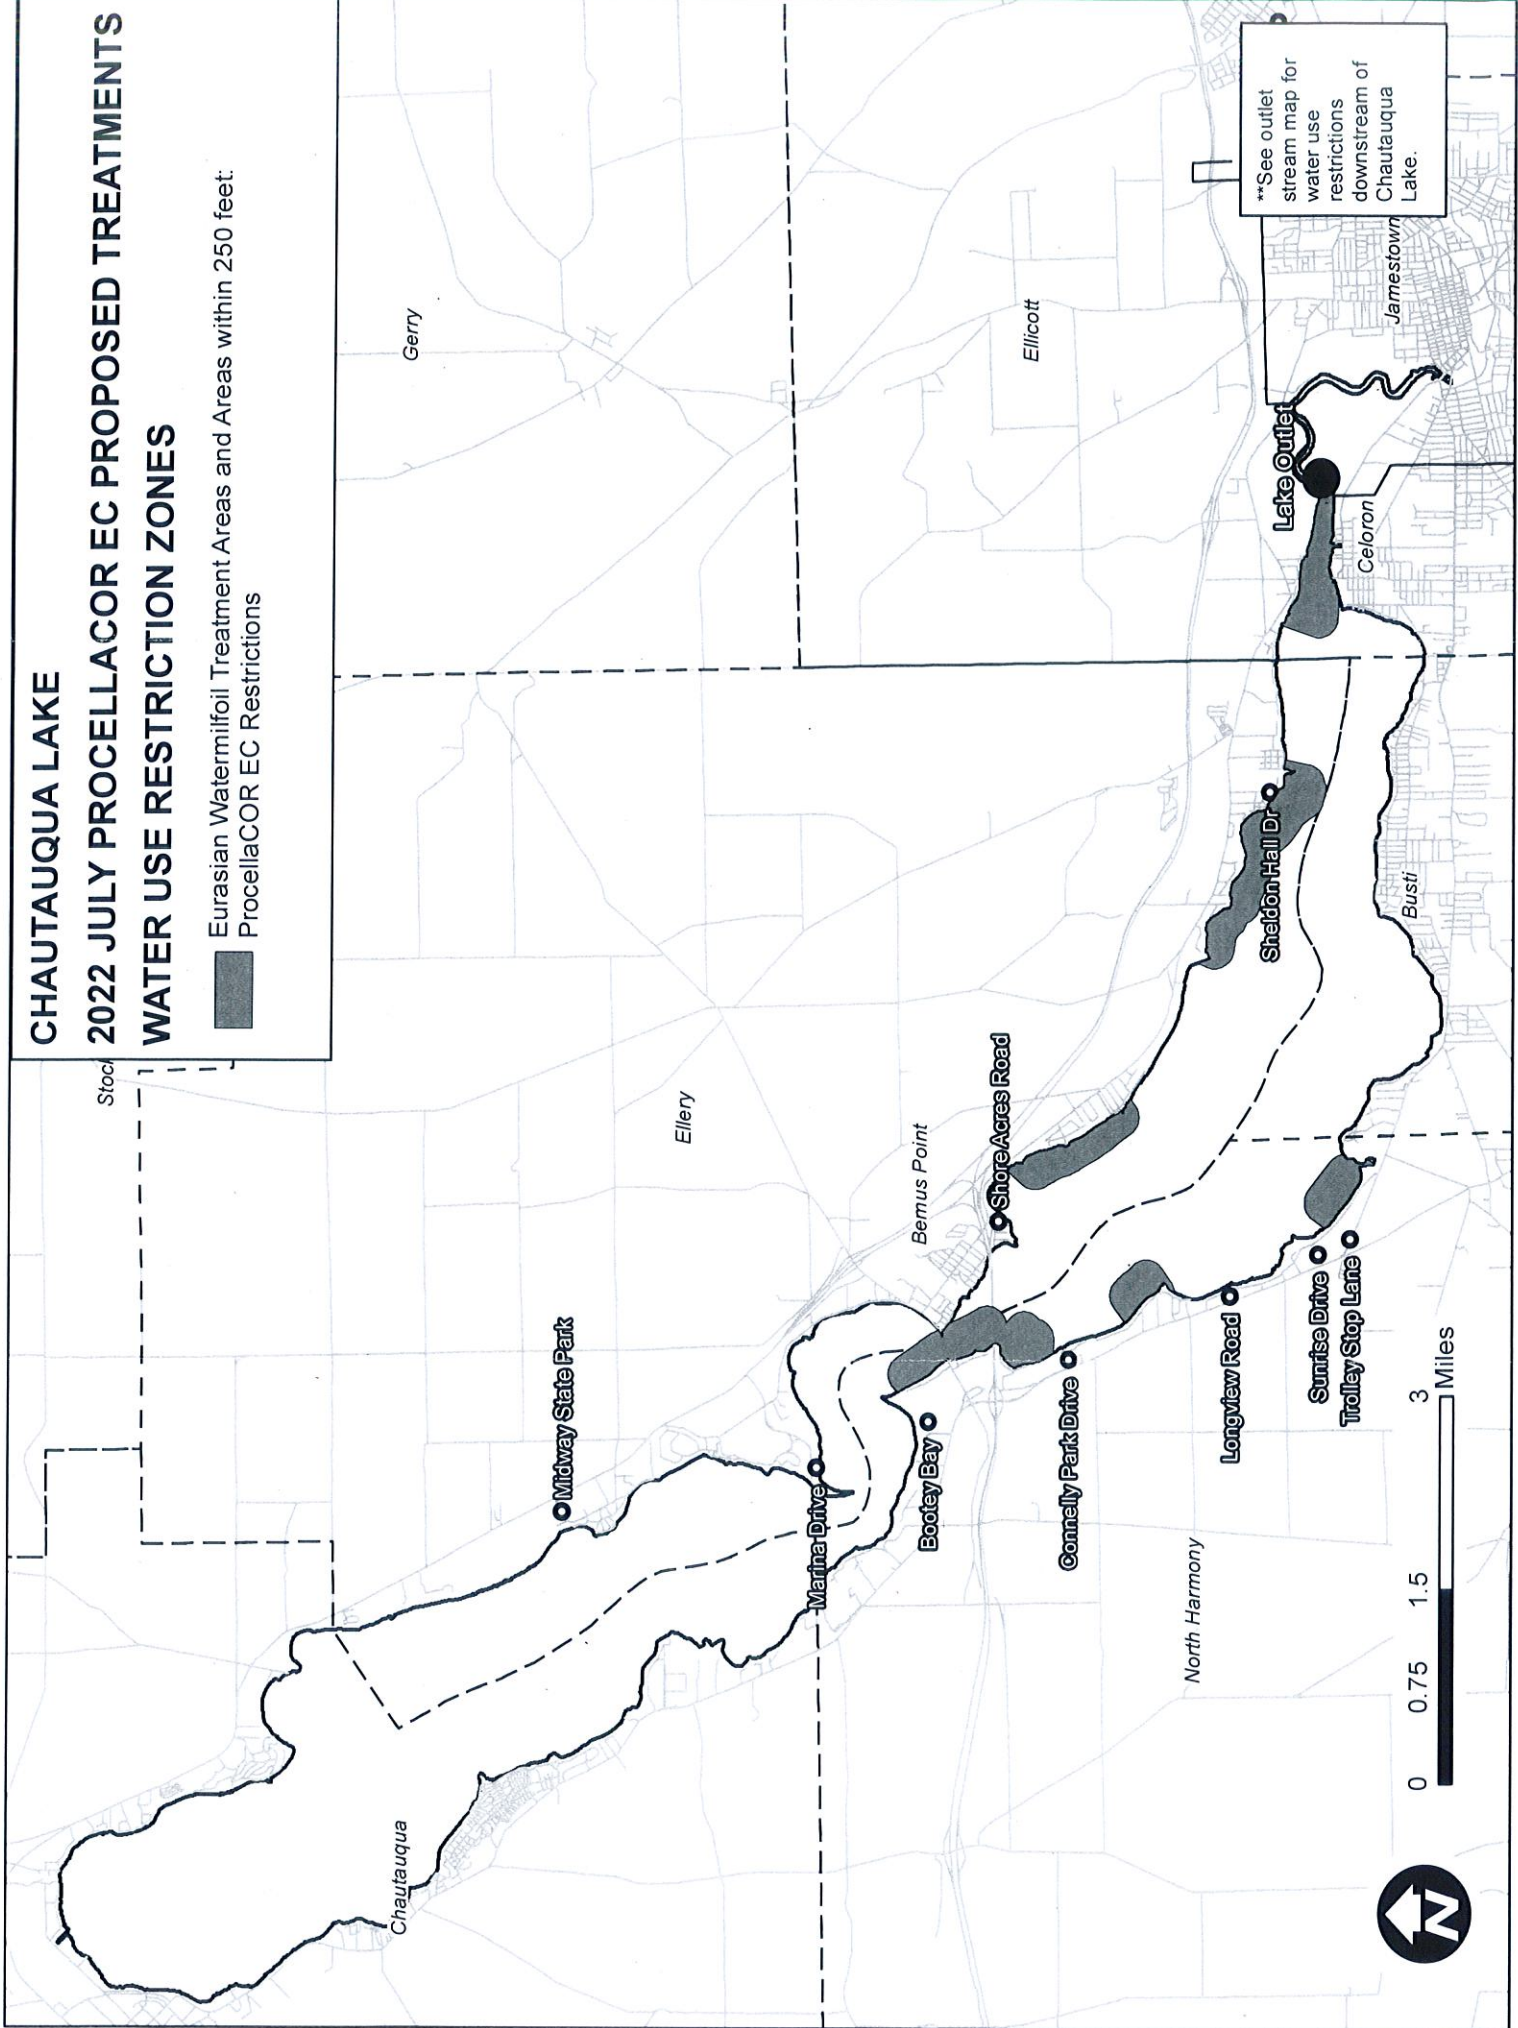 CHAUTAUQUA LAKE
2022 JULY PROCELLACOR EC PROPOSED TREATMENTS
WATER USE RESTRICTION ZONES
Eurasian Watermilfoil Treatment Areas and Areas within 250 feet:
ProcellaCOR EC Restrictions
Stock
Gerry
Ellery
Ellicott
Chautauqua
Midway State Park
Marina Drive
Bemus Point
Bootey Bay
Shore Acres Road
Connelly Park Drive
North Harmony
Longview Road
Sunrise Drive
Trolley Stop Lane
Sheldon Hall Dr
Busti
Lake Outlet
Celeron
Jamestown
**See outlet
stream map for
water use
restrictions
downstream of
Chautauqua
Lake.
N
0 0.75 1.5 3
Miles